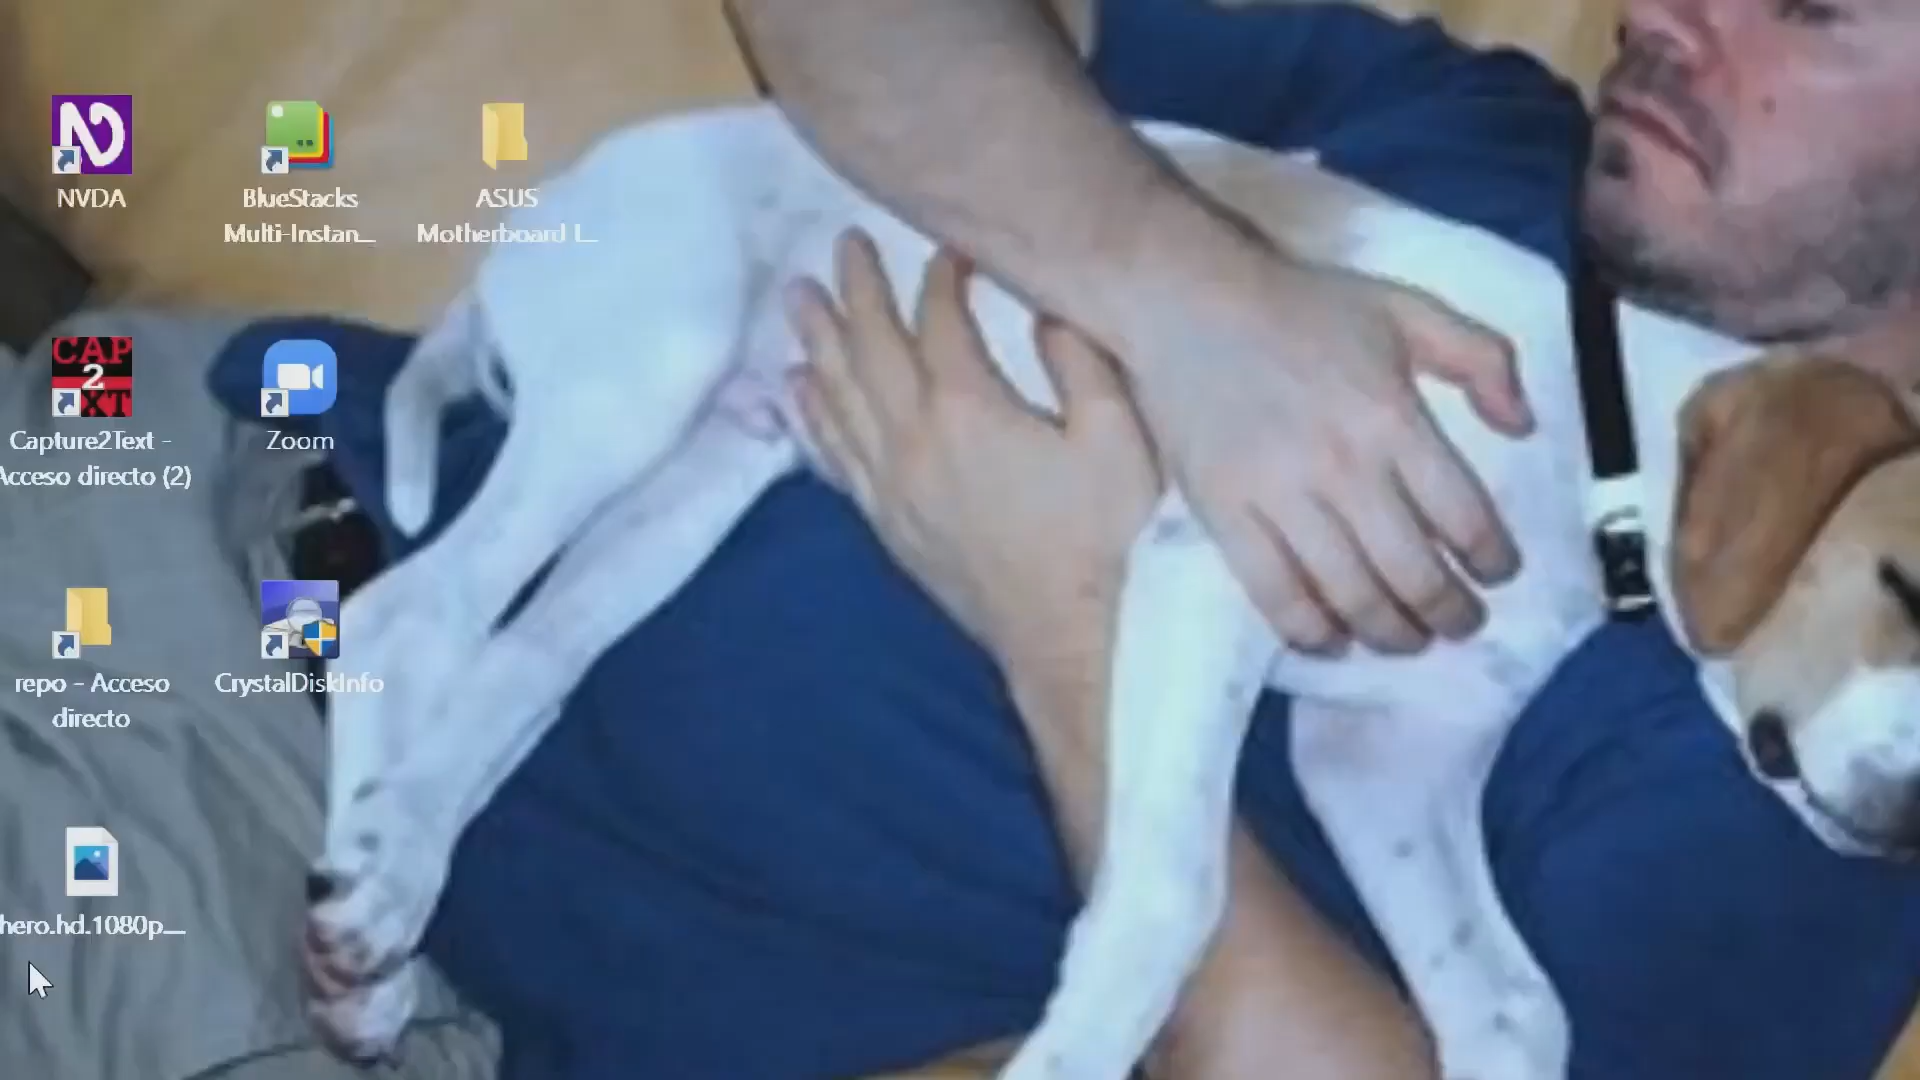 NVDA
BlueStacks
Multi-Instan...
ASUS
Motherboard I...
CAP
2
TXT
Capture2Text -
Acceso directo (2)
Zoom
repo - Acceso
directo
CrystalDiskInfo
hero.hd.1080p...